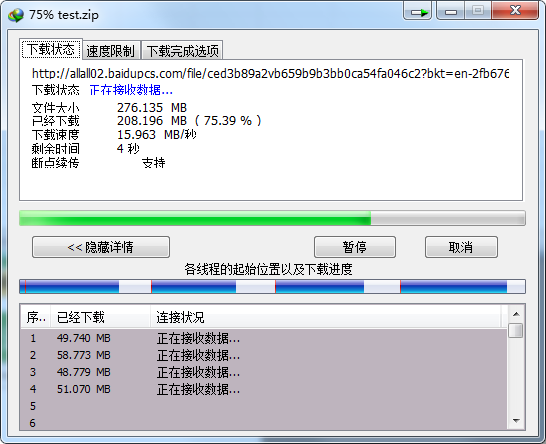 75% test.zip
下载状态 速度限制 下载完成选项
http://allall02.baidupcs.com/file/ced3b89a2vb659b9b3bb0ca54fa046c2?bkt=en-2fb676
下载状态 正在接收数据...
文件大小 276.135 MB
已经下载 208.196 MB ( 75.39 % )
下载速度 15.963 MB/秒
剩余时间 4 秒
断点续传 支持
<< 隐藏详情 暂停 取消
各线程的起始位置以及下载进度
序.. 已经下载 连接状况
1 49.740 MB 正在接收数据...
2 58.773 MB 正在接收数据...
3 48.779 MB 正在接收数据...
4 51.070 MB 正在接收数据...
5
6